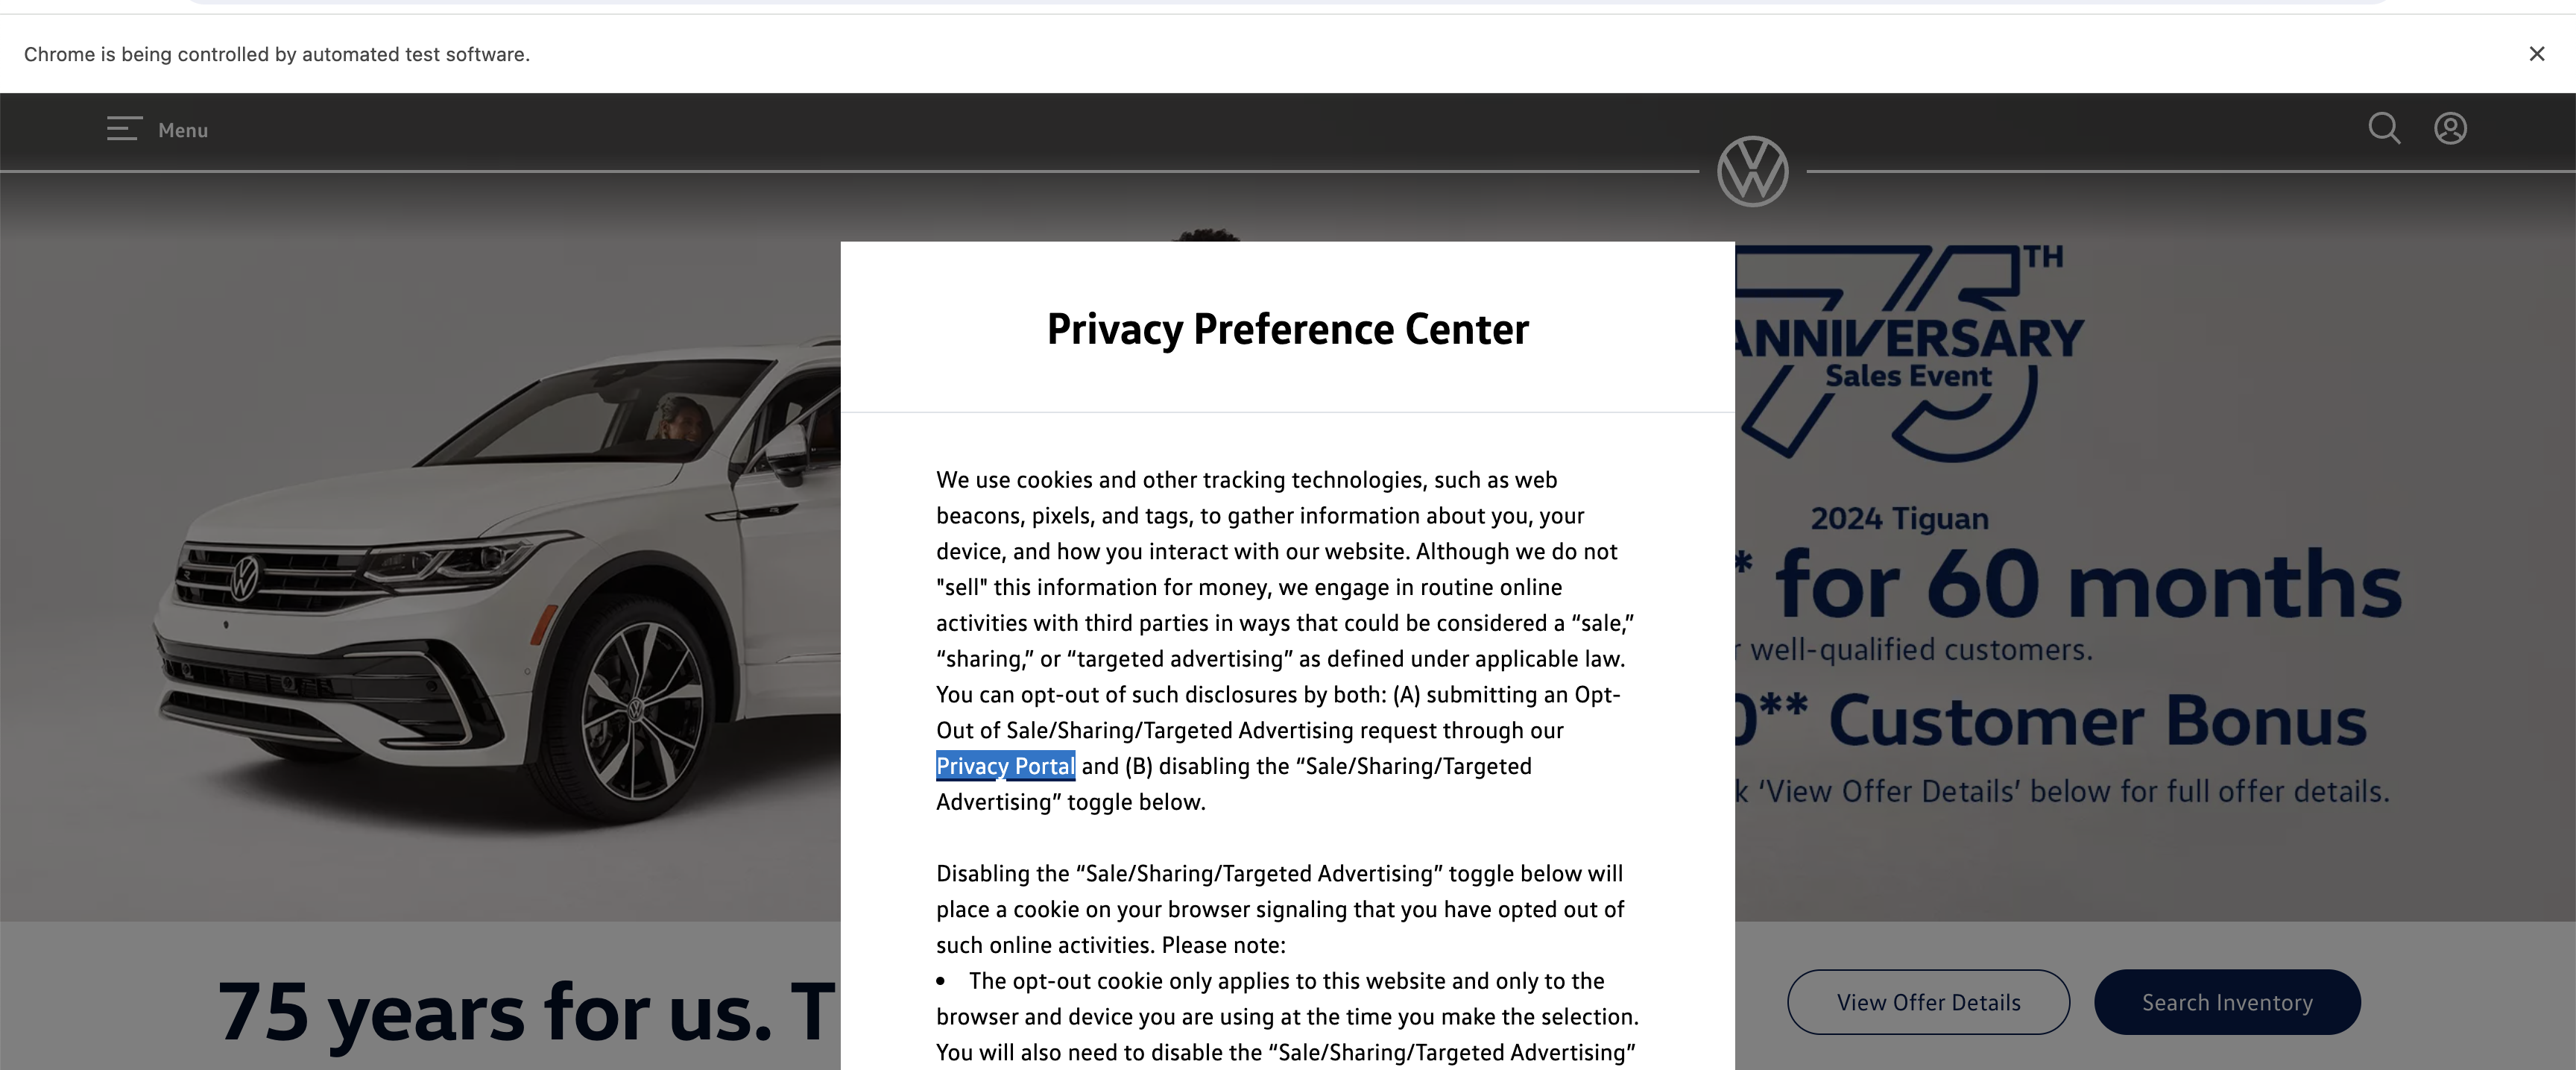 Chrome is being controlled by automated test software.
Menu
75TH
ANNIVERSARY
Sales Event
2024 Tiguan
* for 60 months
well-qualified customers.
** Customer Bonus
‘View Offer Details’ below for full offer details.
Privacy Preference Center
We use cookies and other tracking technologies, such as web
beacons, pixels, and tags, to gather information about you, your
device, and how you interact with our website. Although we do not
"sell" this information for money, we engage in routine online
activities with third parties in ways that could be considered a “sale,”
“sharing,” or “targeted advertising” as defined under applicable law.
You can opt-out of such disclosures by both: (A) submitting an Opt-
Out of Sale/Sharing/Targeted Advertising request through our
Privacy Portal and (B) disabling the “Sale/Sharing/Targeted
Advertising” toggle below.
Disabling the “Sale/Sharing/Targeted Advertising” toggle below will
place a cookie on your browser signaling that you have opted out of
such online activities. Please note:
• The opt-out cookie only applies to this website and only to the
browser and device you are using at the time you make the selection.
You will also need to disable the “Sale/Sharing/Targeted Advertising”
75 years for us. T
View Offer Details
Search Inventory